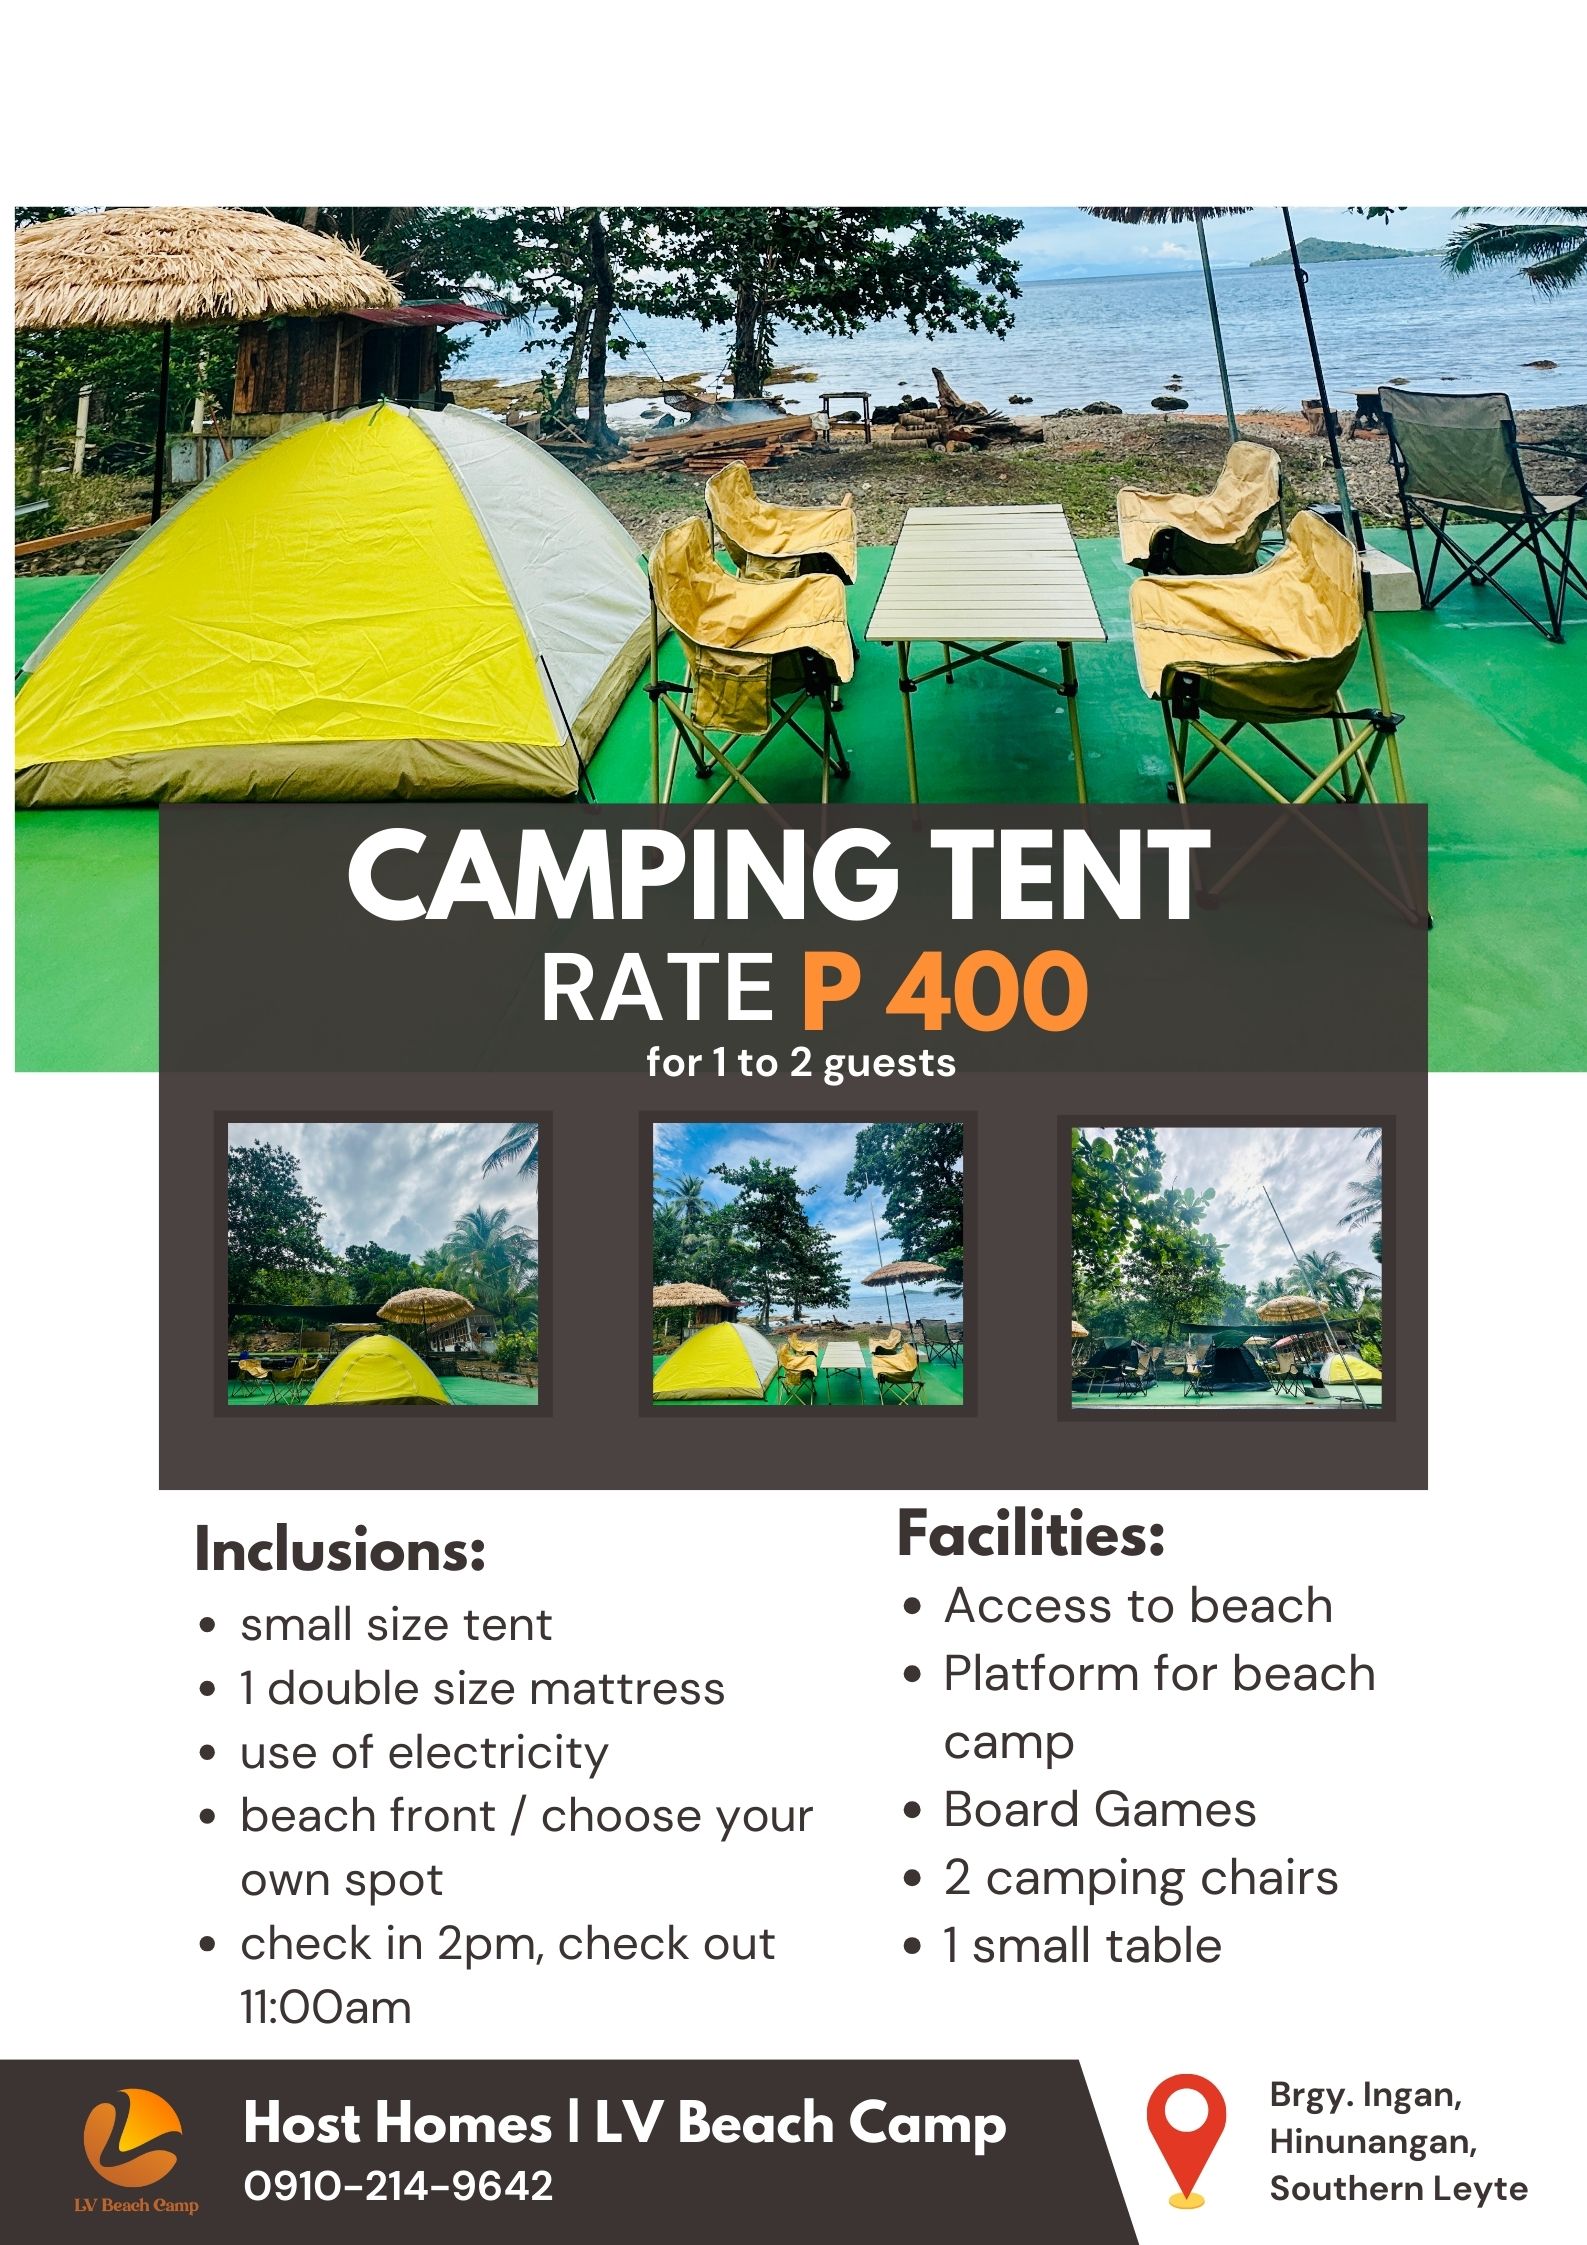 CAMPING TENT
RATE P 400
for 1 to 2 guests
Inclusions:
• small size tent
• 1 double size mattress
• use of electricity
• beach front / choose your
own spot
• check in 2pm, check out
11:00am
Facilities:
• Access to beach
• Platform for beach
camp
• Board Games
• 2 camping chairs
• 1 small table
LV Beach Camp
Host Homes | LV Beach Camp
0910-214-9642
Brgy. Ingan,
Hinunangan,
Southern Leyte